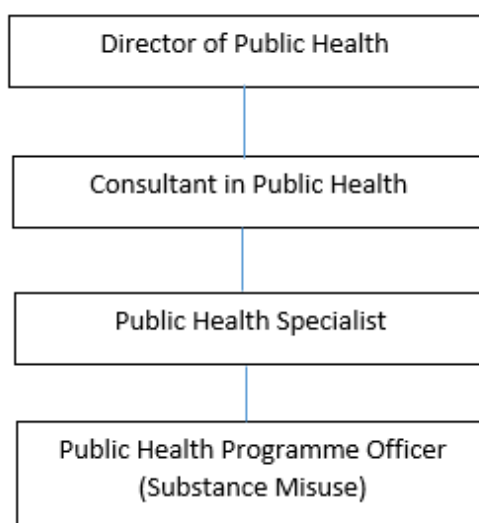 Director of Public Health
Consultant in Public Health
Public Health Specialist
Public Health Programme Officer
(Substance Misuse)